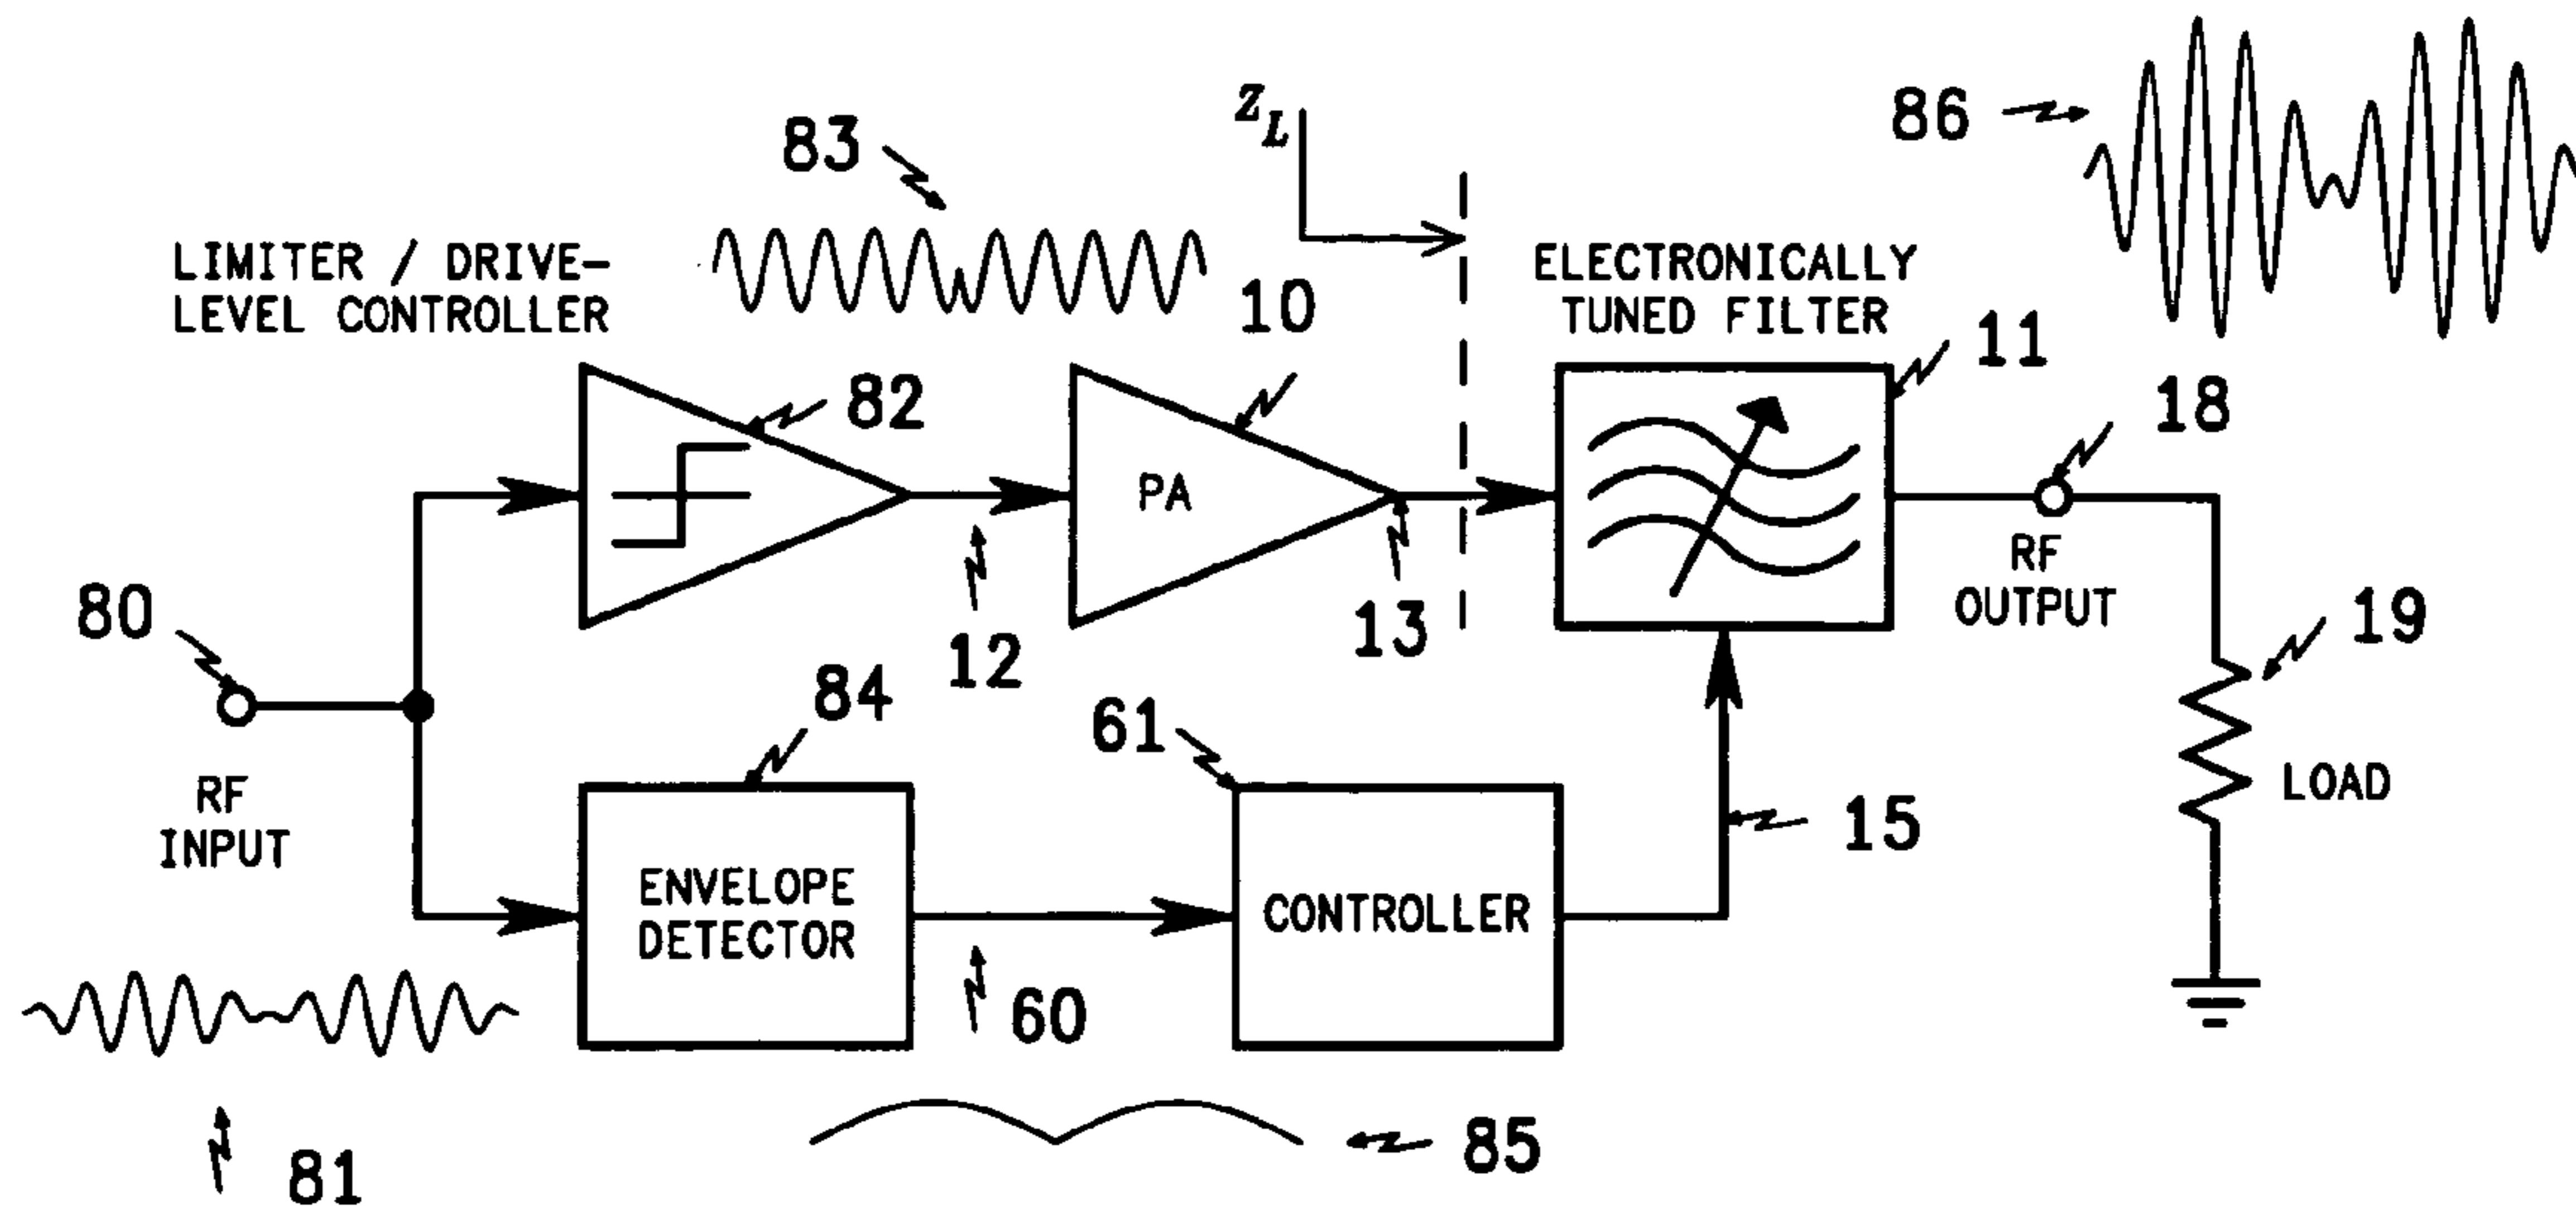 86
Z_L
83
LIMITER / DRIVE-
LEVEL CONTROLLER
10
ELECTRONICALLY
TUNED FILTER
11
82
18
PA
RF
OUTPUT
80
12
13
19
84
61
RF
INPUT
LOAD
15
ENVELOPE
DETECTOR
CONTROLLER
60
81
85